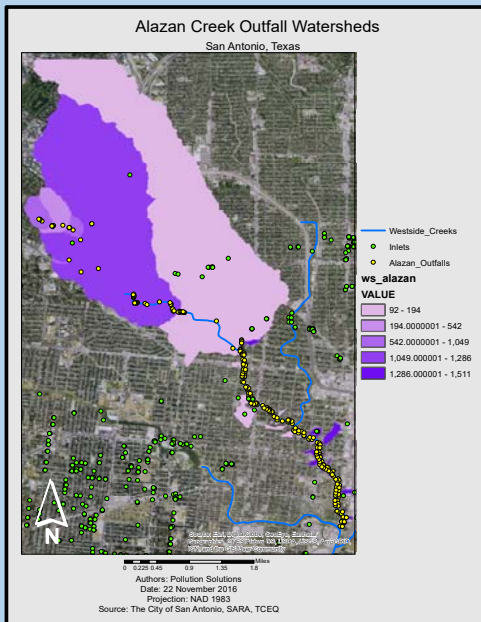 Alazan Creek Outfall Watersheds
San Antonio, Texas
Westside_Creeks
Inlets
Alazan_Outfalls
ws_alazan
VALUE
92 - 194
194.0000001 - 542
542.0000001 - 1,049
1,049.000001 - 1,286
1,286.000001 - 1,511
N
Miles
0 0.225 0.45 0.9 1.35 1.8
Authors: Pollution Solutions
Date: 22 November 2016
Projection: NAD 1983
Source: The City of San Antonio, SARA, TCEQ